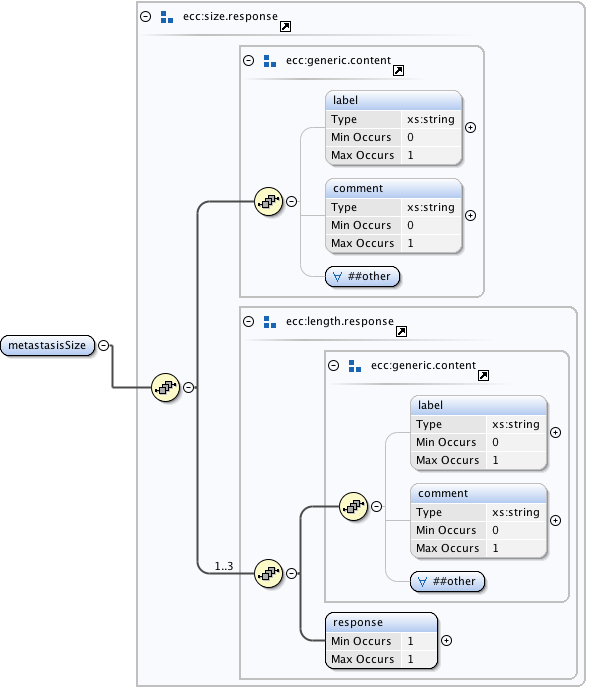 ecc:size.response
ecc:generic.content
label
Type xs:string
Min Occurs 0
Max Occurs 1
comment
Type xs:string
Min Occurs 0
Max Occurs 1
∀ ##other
ecc:length.response
metastasisSize
ecc:generic.content
label
Type xs:string
Min Occurs 0
Max Occurs 1
comment
Type xs:string
Min Occurs 0
Max Occurs 1
1..3
∀ ##other
response
Min Occurs 1
Max Occurs 1